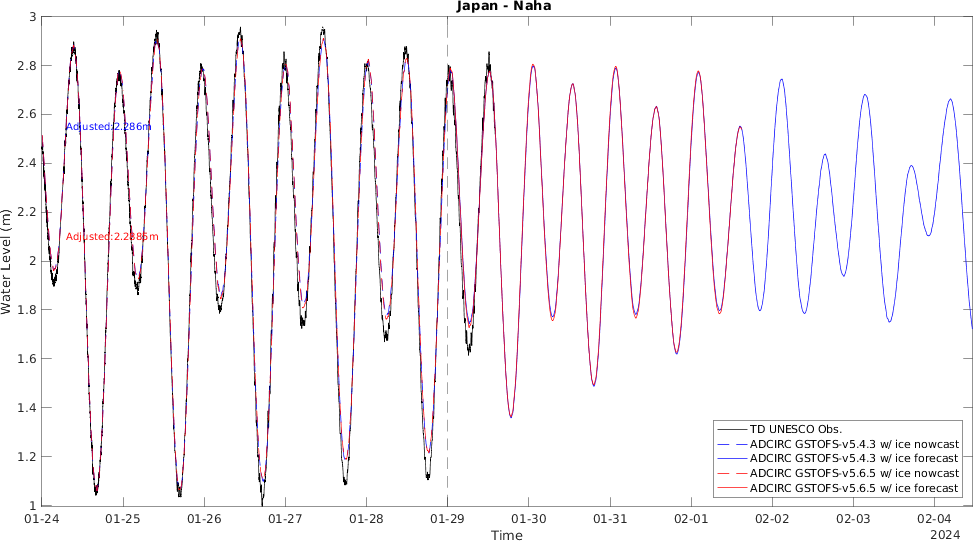 Japan - Naha
3
2.8
2.6
2.4
2.2
2
1.8
1.6
1.4
1.2
1
Water Level (m)
Adjusted:2.286m
Adjusted:2.2885m
TD UNESCO Obs.
ADCIRC GSTOFS-v5.4.3 w/ ice nowcast
ADCIRC GSTOFS-v5.4.3 w/ ice forecast
ADCIRC GSTOFS-v5.6.5 w/ ice nowcast
ADCIRC GSTOFS-v5.6.5 w/ ice forecast
01-24 01-25 01-26 01-27 01-28 01-29 01-30 01-31 02-01 02-02 02-03 02-04
Time 2024